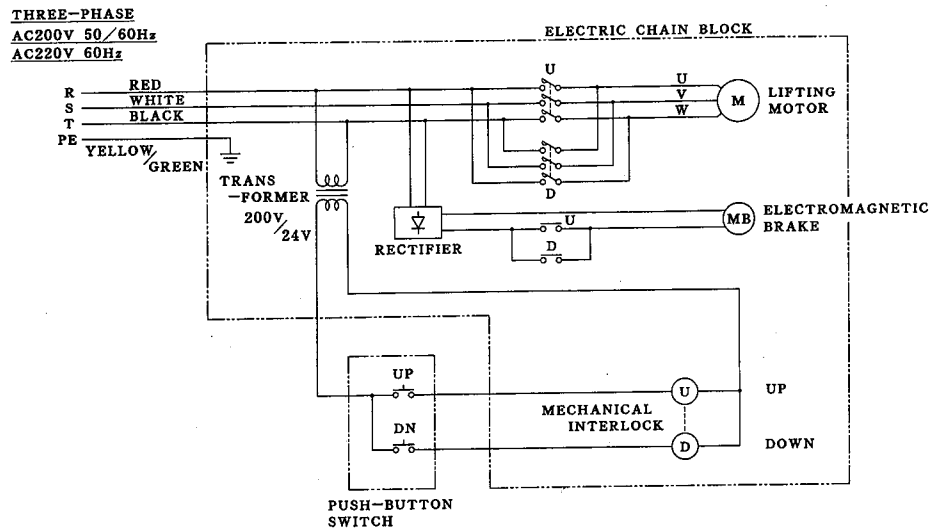 THREE-PHASE
AC200V 50/60Hz
AC220V 60Hz
ELECTRIC CHAIN BLOCK
R
RED
S
WHITE
T
BLACK
PE
YELLOW/
GREEN
U
U
V
W
M
LIFTING
MOTOR
D
TRANS
-FORMER
200V/
24V
RECTIFIER
U
D
MB
ELECTROMAGNETIC
BRAKE
UP
DN
PUSH-BUTTON
SWITCH
MECHANICAL
INTERLOCK
U
UP
D
DOWN